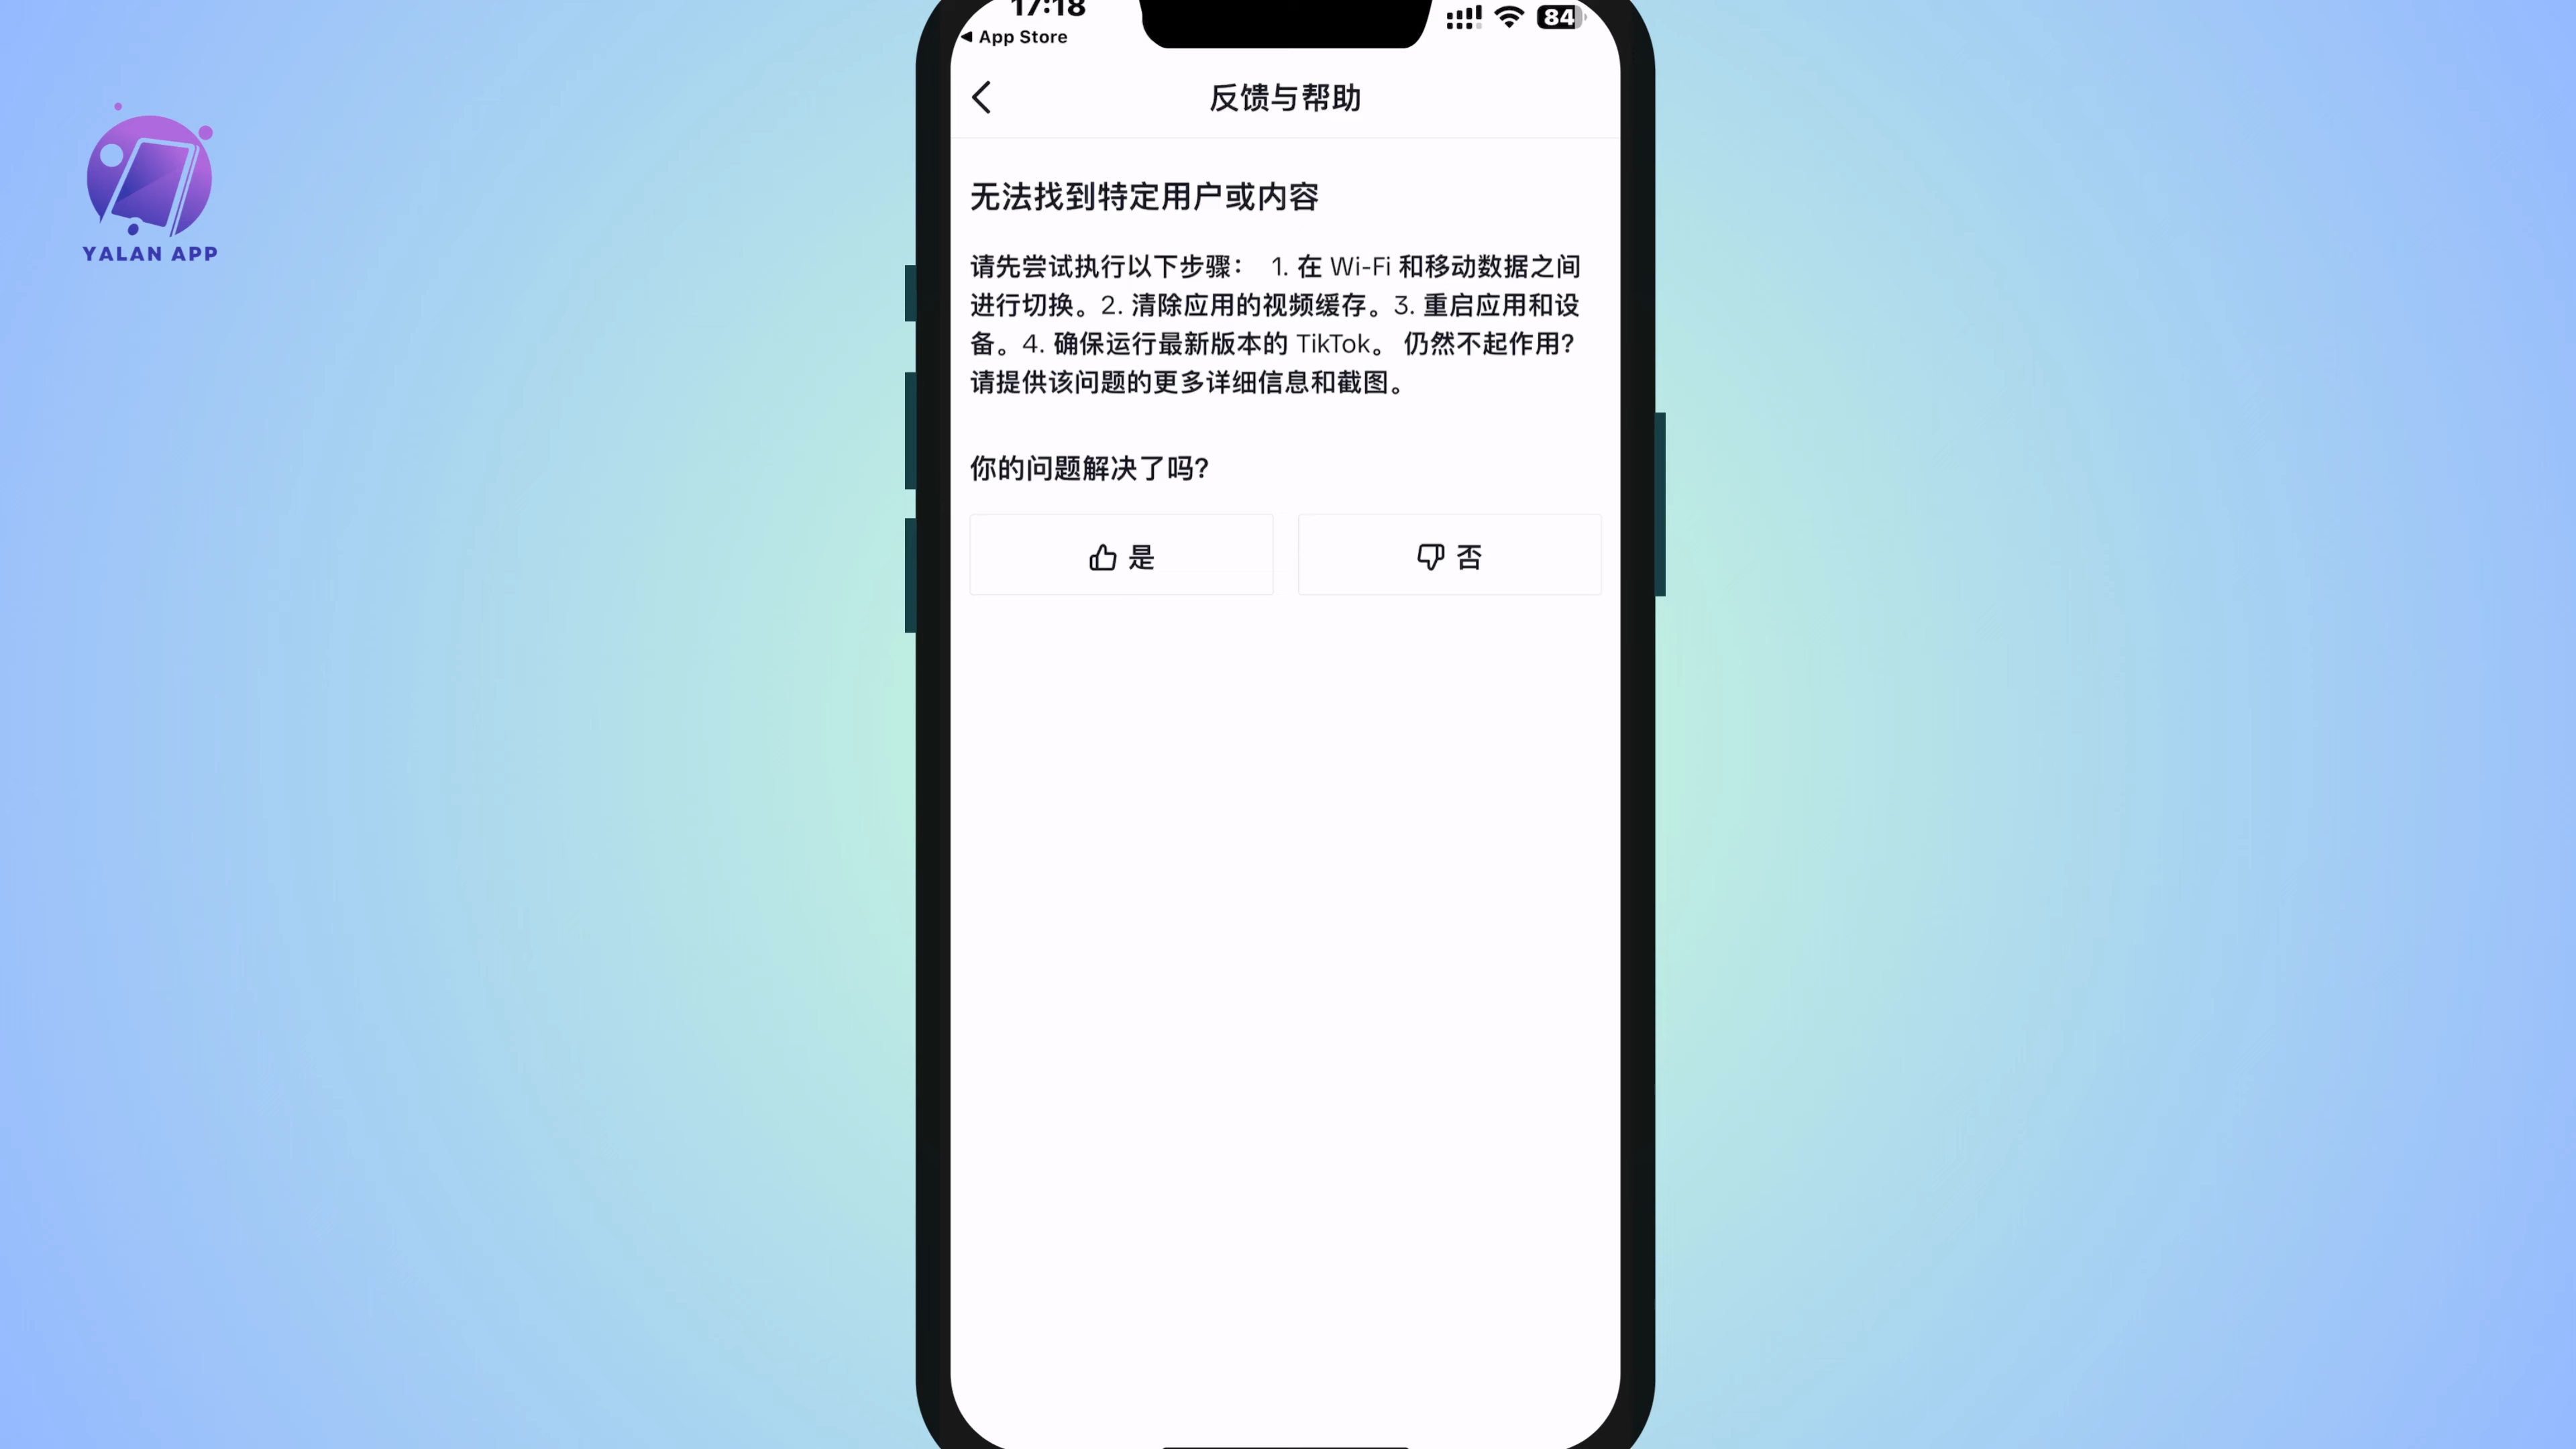 17:18
84
App Store
YALAN APP
反馈与帮助
无法找到特定用户或内容
请先尝试执行以下步骤： 1. 在 Wi-Fi 和移动数据之间
进行切换。2. 清除应用的视频缓存。3. 重启应用和设
备。4. 确保运行最新版本的 TikTok。 仍然不起作用?
请提供该问题的更多详细信息和截图。
你的问题解决了吗?
是
否